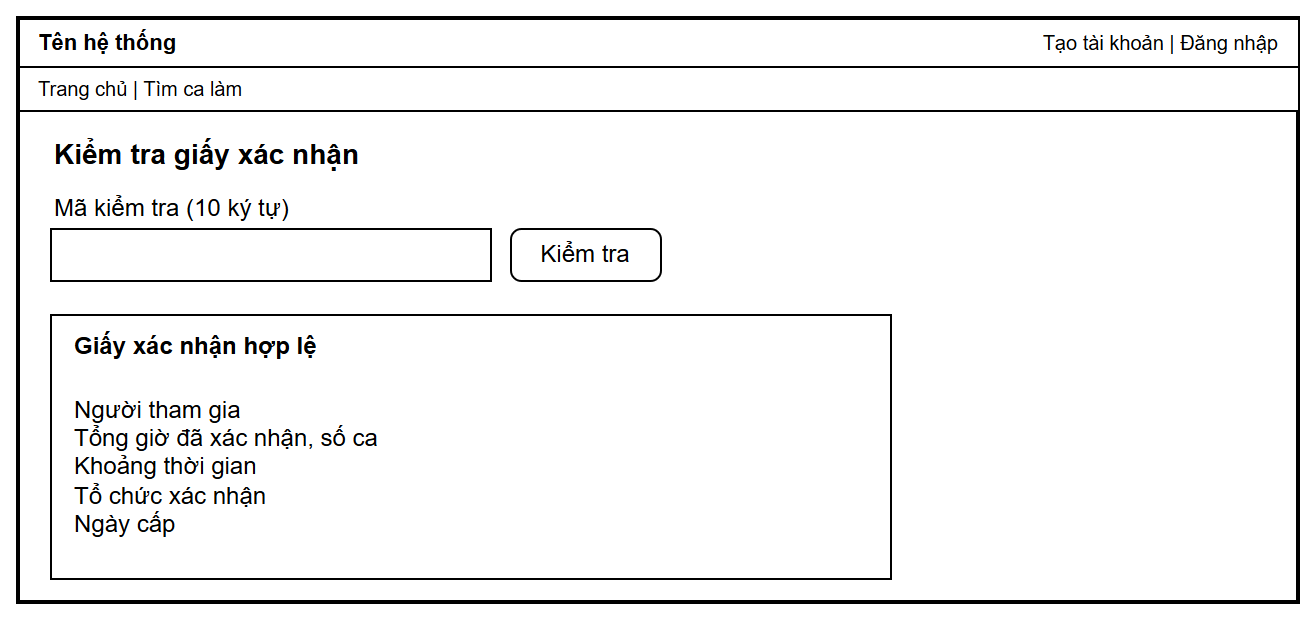 Tên hệ thống
Tạo tài khoản | Đăng nhập
Trang chủ | Tìm ca làm
Kiểm tra giấy xác nhận
Mã kiểm tra (10 ký tự)
Kiểm tra
Giấy xác nhận hợp lệ
Người tham gia
Tổng giờ đã xác nhận, số ca
Khoảng thời gian
Tổ chức xác nhận
Ngày cấp